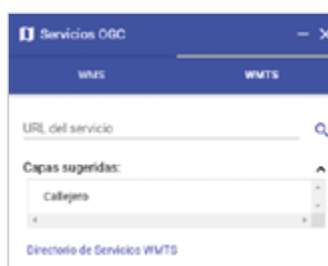 Servicios OGC
WMS WMTS
URL del servicio
Capas sugeridas:
Callejero
Directorio de Servicios WMTS